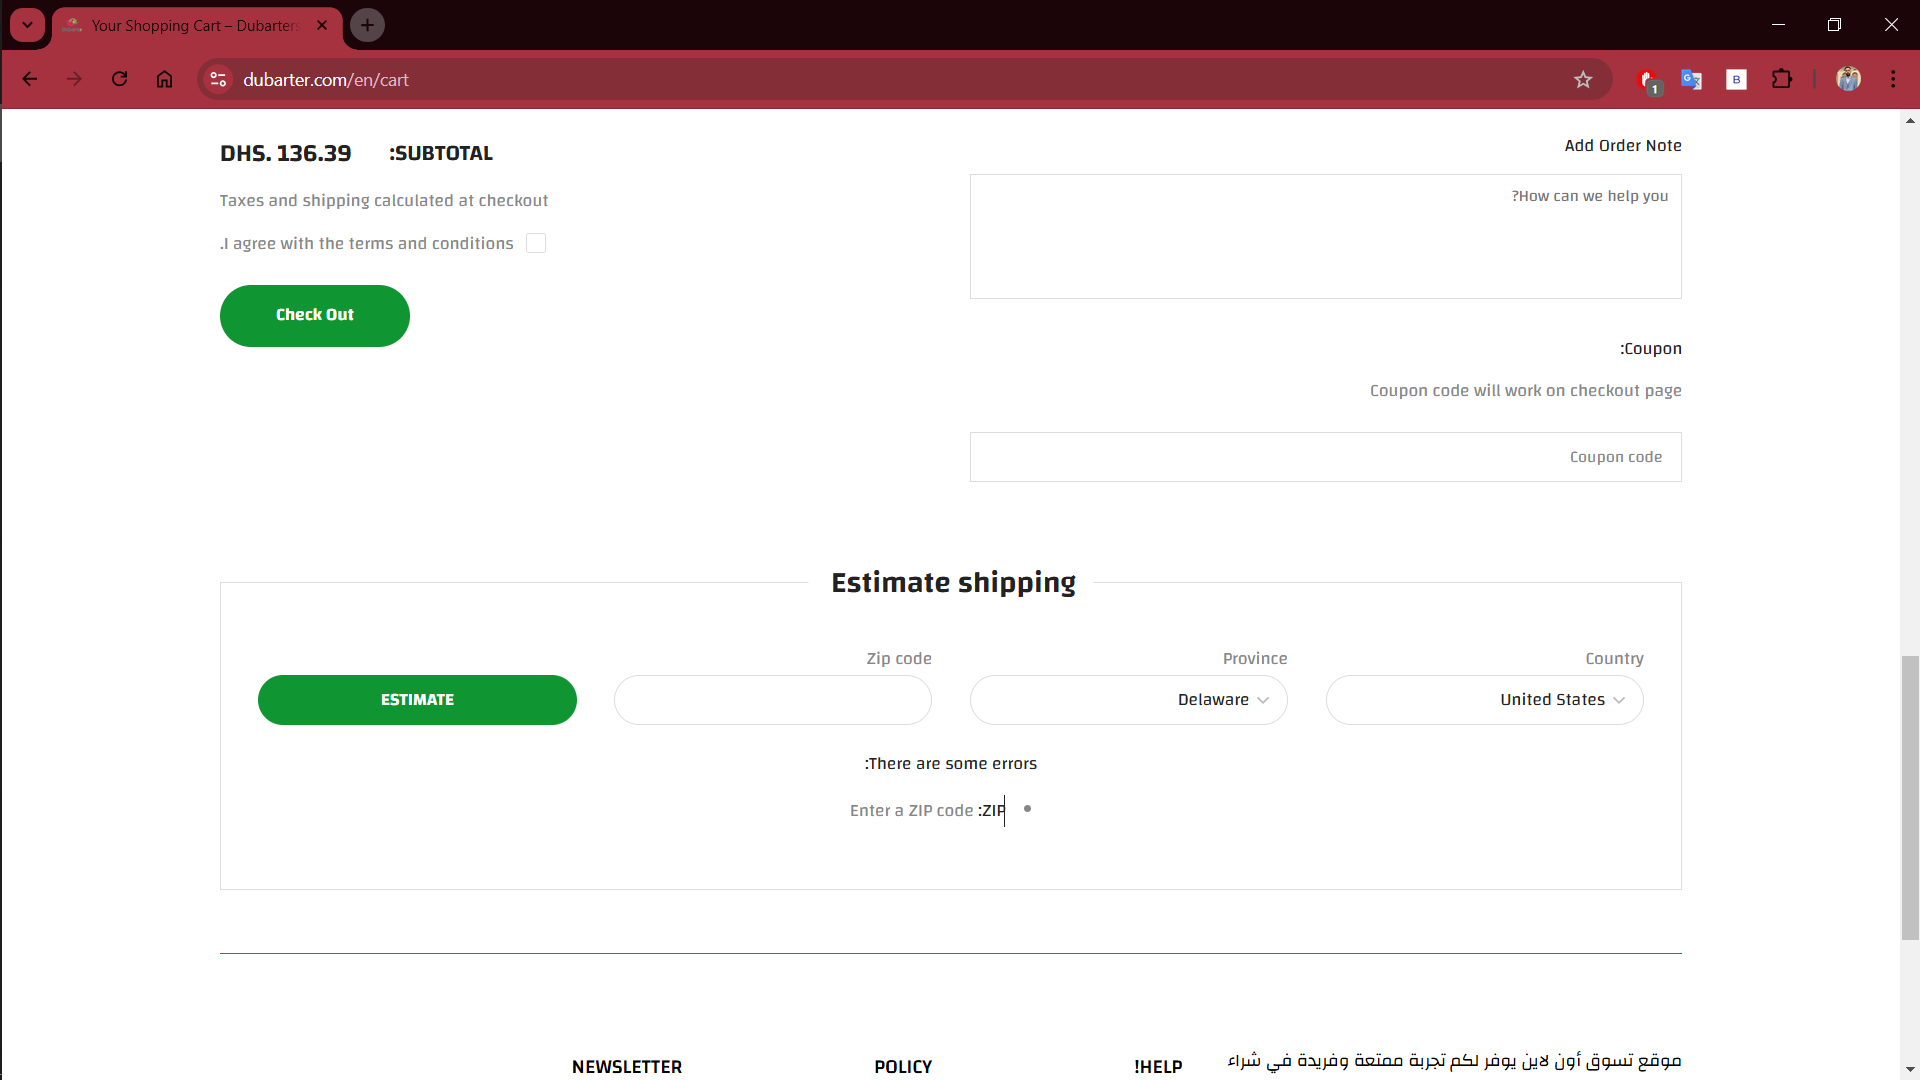 Your Shopping Cart – Dubarters
dubarter.com/en/cart
1
B
DHS. 136.39 :SUBTOTAL
Taxes and shipping calculated at checkout
.I agree with the terms and conditions
Check Out
Add Order Note
?How can we help you
:Coupon
Coupon code will work on checkout page
Coupon code
Estimate shipping
Country
United States
Province
Delaware
Zip code
ESTIMATE
:There are some errors
Enter a ZIP code :ZIP
موقع تسوق أون لاين يوفر لكم تجربة ممتعة وفريدة في شراء
!HELP
POLICY
NEWSLETTER